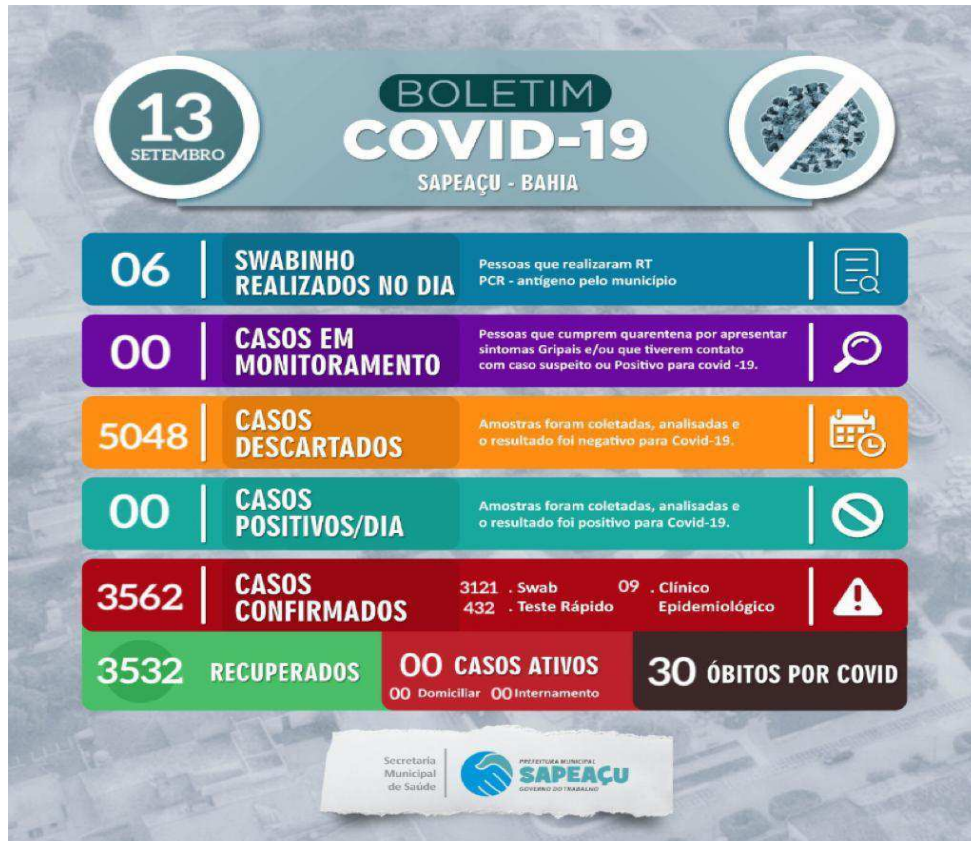 13
SETEMBRO
BOLETIM
COVID-19
SAPEAÇU - BAHIA
06
SWABINHO
REALIZADOS NO DIA
Pessoas que realizaram RT
PCR - antígeno pelo município
00
CASOS EM
MONITORAMENTO
Pessoas que cumprem quarentena por apresentar
sintomas Gripais e/ou que tiverem contato
com caso suspeito ou Positivo para covid -19.
5048
CASOS
DESCARTADOS
Amostras foram coletadas, analisadas e
o resultado foi negativo para Covid-19.
00
CASOS
POSITIVOS/DIA
Amostras foram coletadas, analisadas e
o resultado foi positivo para Covid-19.
3562
CASOS
CONFIRMADOS
3121 . Swab
432 . Teste Rápido
09 . Clínico
Epidemiológico
3532 RECUPERADOS
00 CASOS ATIVOS
00 Domiciliar 00 Internamento
30 ÓBITOS POR COVID
Secretaria
Municipal
de Saúde
PREFEITURA MUNICIPAL
SAPEAÇU
GOVERNO DO TRABALHO